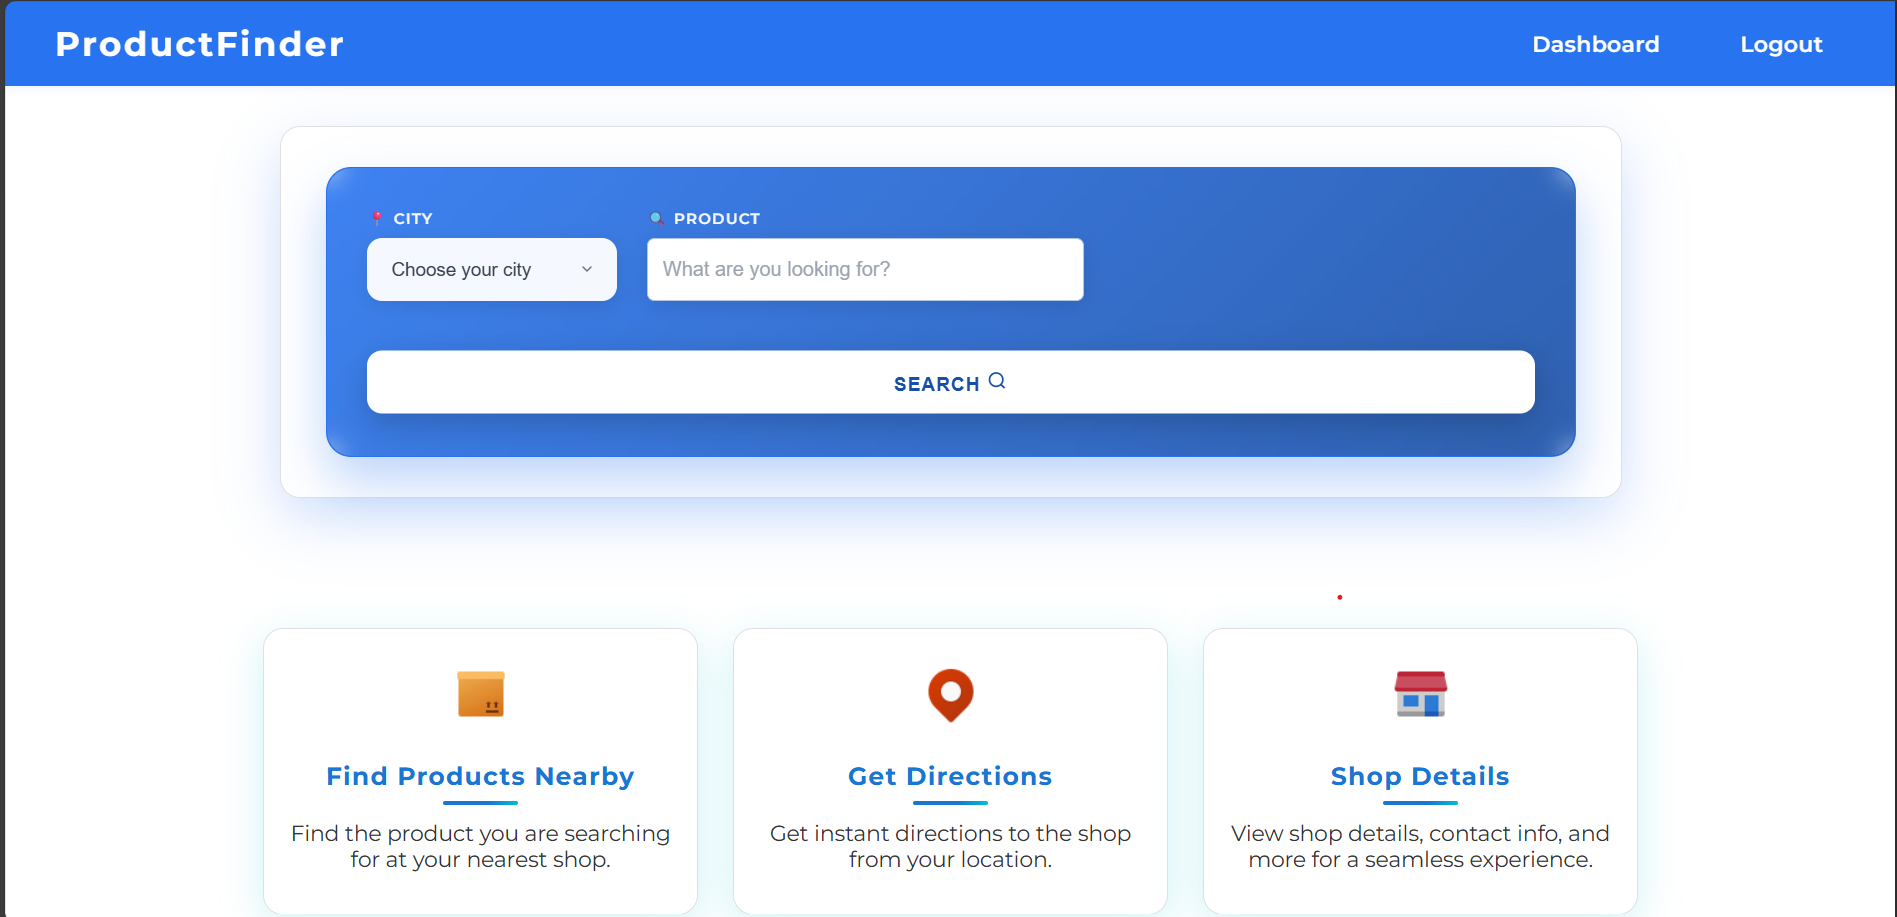 ProductFinder
Dashboard
Logout
CITY
PRODUCT
Choose your city
What are you looking for?
SEARCH
Find Products Nearby
Find the product you are searching
for at your nearest shop.
Get Directions
Get instant directions to the shop
from your location.
Shop Details
View shop details, contact info, and
more for a seamless experience.